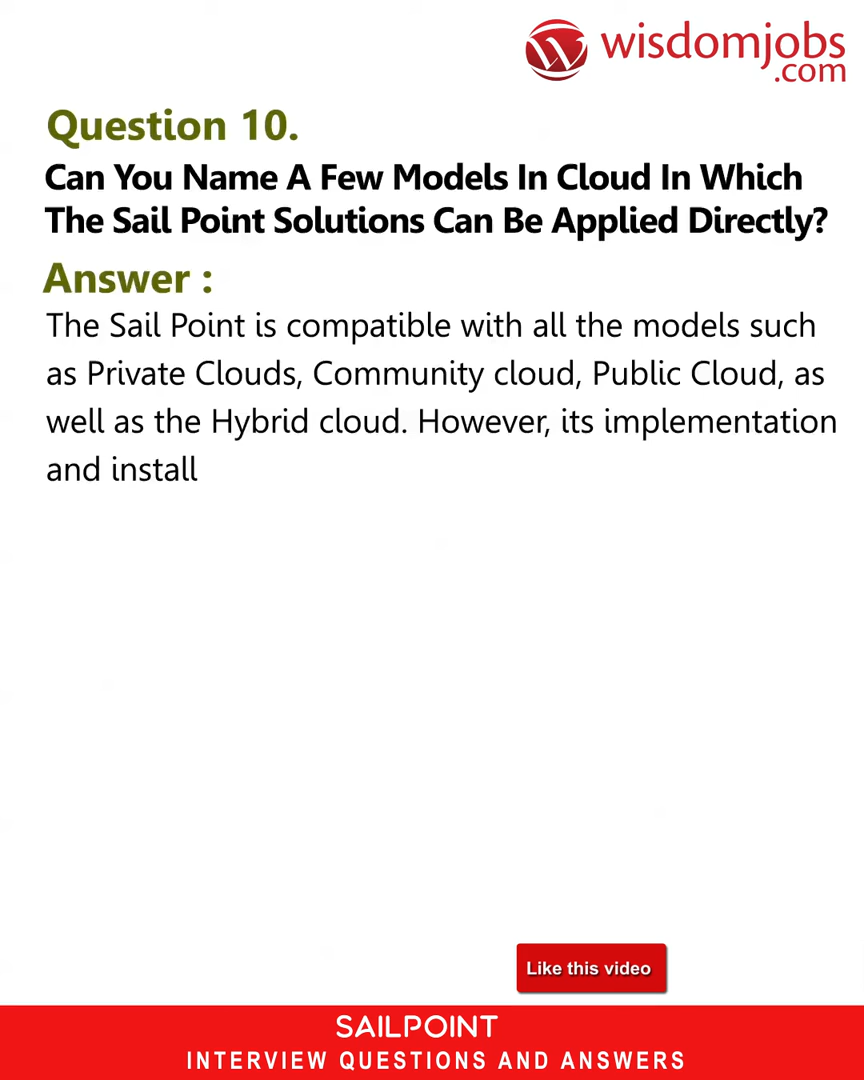 wisdomjobs
.com
Question 10.
Can You Name A Few Models In Cloud In Which
The Sail Point Solutions Can Be Applied Directly?
Answer :
The Sail Point is compatible with all the models such
as Private Clouds, Community cloud, Public Cloud, as
well as the Hybrid cloud. However, its implementation
and install
Like this video
SAILPOINT
INTERVIEW QUESTIONS AND ANSWERS